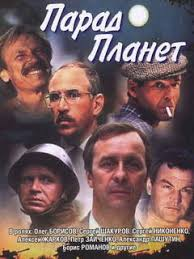 Парад
Планет
В ролях: Олег БОРИСОВ, Сергей ШАКУРОВ, Сергей НИКОНЕНКО,
Алексей ЖАРКОВ, Петр ЗАЙЧЕНКО, Александр ПАШУТИН,
Борис РОМАНОВ и другие